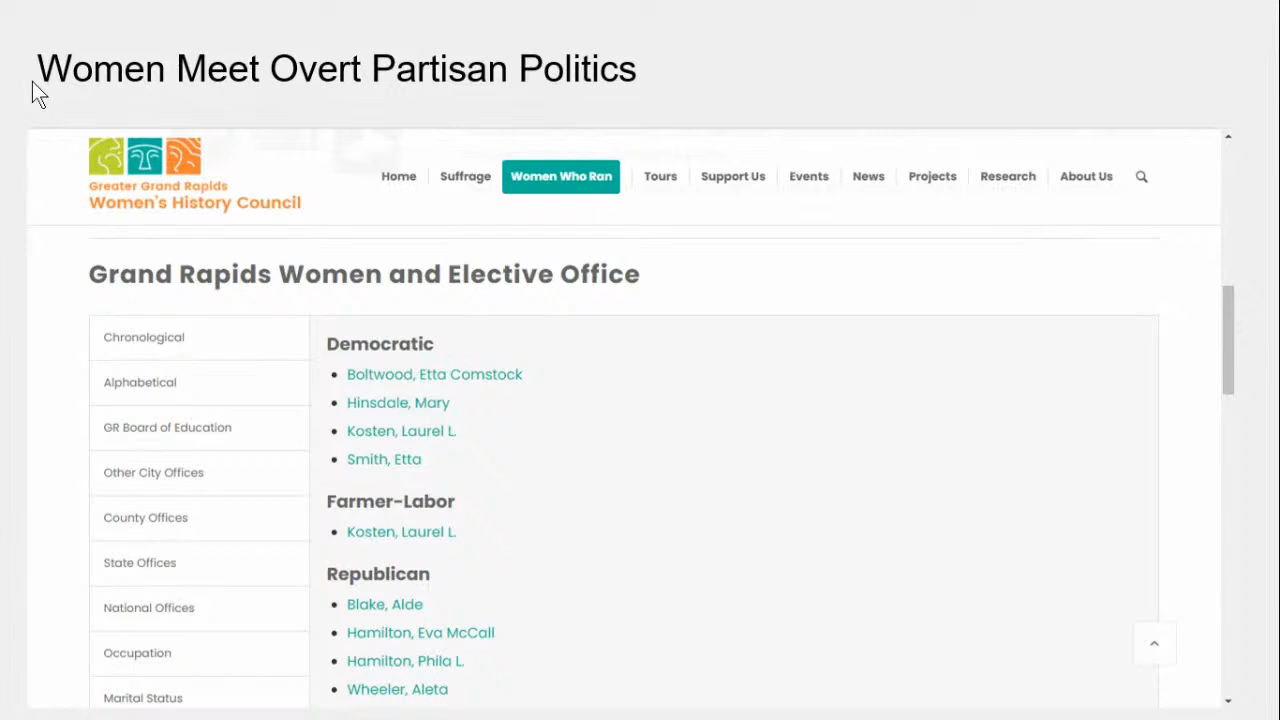 Women Meet Overt Partisan Politics
Greater Grand Rapids
Women's History Council
Home
Suffrage
Women Who Ran
Tours
Support Us
Events
News
Projects
Research
About Us
Grand Rapids Women and Elective Office
Chronological
Alphabetical
GR Board of Education
Other City Offices
County Offices
State Offices
National Offices
Occupation
Marital Status
Democratic
Boltwood, Etta Comstock
Hinsdale, Mary
Kosten, Laurel L.
Smith, Etta
Farmer-Labor
Kosten, Laurel L.
Republican
Blake, Alde
Hamilton, Eva McCall
Hamilton, Phila L.
Wheeler, Aleta